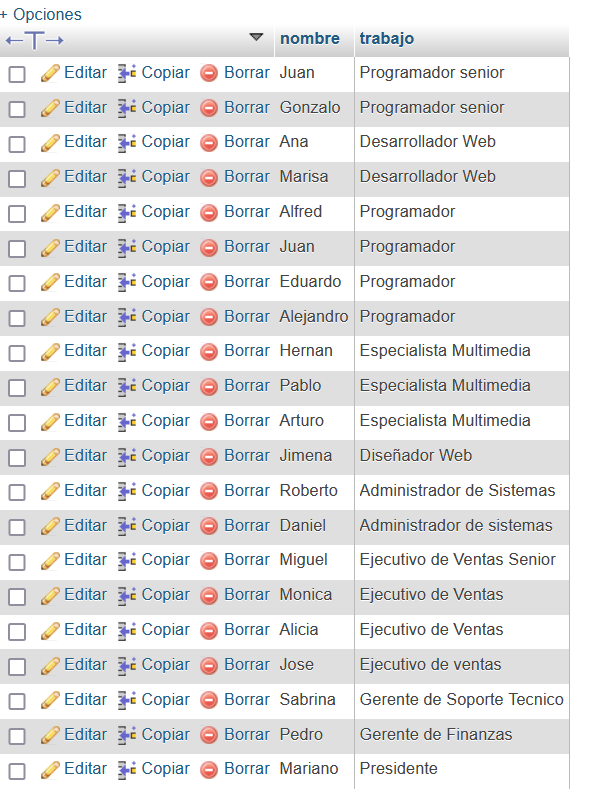 + Opciones
nombre trabajo
Editar Copiar Borrar Juan Programador senior
Editar Copiar Borrar Gonzalo Programador senior
Editar Copiar Borrar Ana Desarrollador Web
Editar Copiar Borrar Marisa Desarrollador Web
Editar Copiar Borrar Alfred Programador
Editar Copiar Borrar Juan Programador
Editar Copiar Borrar Eduardo Programador
Editar Copiar Borrar Alejandro Programador
Editar Copiar Borrar Hernan Especialista Multimedia
Editar Copiar Borrar Pablo Especialista Multimedia
Editar Copiar Borrar Arturo Especialista Multimedia
Editar Copiar Borrar Jimena Diseñador Web
Editar Copiar Borrar Roberto Administrador de Sistemas
Editar Copiar Borrar Daniel Administrador de sistemas
Editar Copiar Borrar Miguel Ejecutivo de Ventas Senior
Editar Copiar Borrar Monica Ejecutivo de Ventas
Editar Copiar Borrar Alicia Ejecutivo de Ventas
Editar Copiar Borrar Jose Ejecutivo de ventas
Editar Copiar Borrar Sabrina Gerente de Soporte Tecnico
Editar Copiar Borrar Pedro Gerente de Finanzas
Editar Copiar Borrar Mariano Presidente